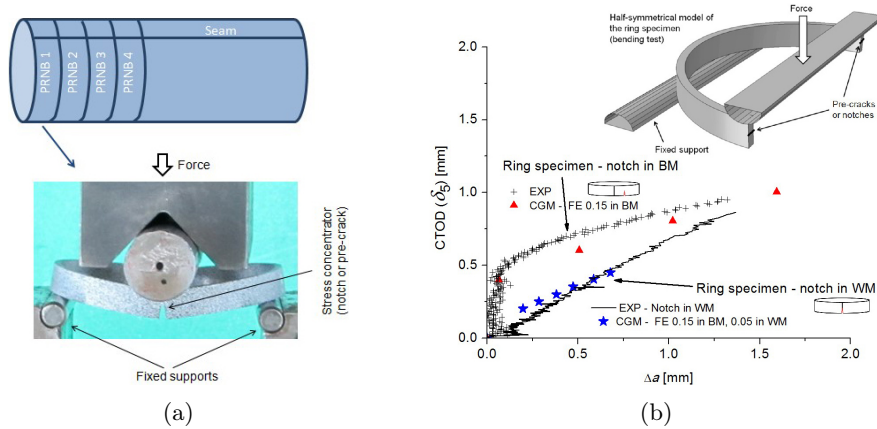 Seam
PRNB 1
PRNB 2
PRNB 3
PRNB 4
Force
Stress concentrator
(notch or pre-crack)
Fixed supports
(a)
Half-symmetrical model of
the ring specimen
(bending test)
Force
Pre-cracks
or notches
Fixed support
Ring specimen - notch in BM
EXP
CGM - FE 0.15 in BM
Ring specimen - notch in WM
EXP - Notch in WM
CGM - FE 0.15 in BM, 0.05 in WM
CTOD (δ5) [mm]
2.0
1.5
1.0
0.5
0.0
0.0
0.5
1.0
1.5
2.0
Δa [mm]
(b)